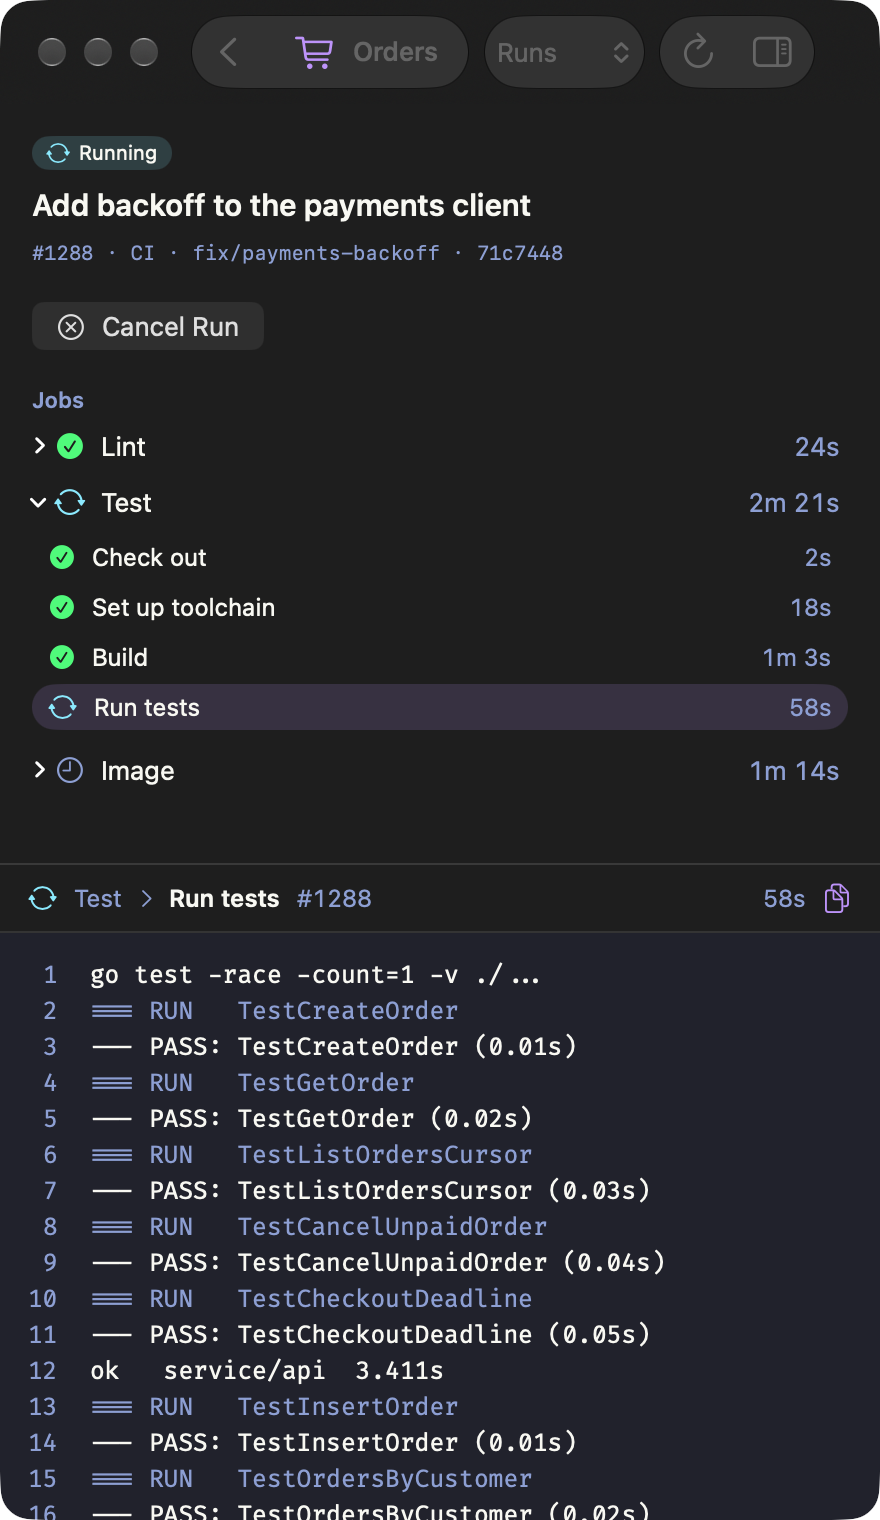 Orders
Runs
Running
Add backoff to the payments client
#1288 · CI · fix/payments-backoff · 71c7448
Cancel Run
Jobs
Lint 24s
Test 2m 21s
Check out 2s
Set up toolchain 18s
Build 1m 3s
Run tests 58s
Image 1m 14s
Test > Run tests #1288 58s
1 go test -race -count=1 -v ./...
2 === RUN   TestCreateOrder
3 --- PASS: TestCreateOrder (0.01s)
4 === RUN   TestGetOrder
5 --- PASS: TestGetOrder (0.02s)
6 === RUN   TestListOrdersCursor
7 --- PASS: TestListOrdersCursor (0.03s)
8 === RUN   TestCancelUnpaidOrder
9 --- PASS: TestCancelUnpaidOrder (0.04s)
10 === RUN   TestCheckoutDeadline
11 --- PASS: TestCheckoutDeadline (0.05s)
12 ok   service/api  3.411s
13 === RUN   TestInsertOrder
14 --- PASS: TestInsertOrder (0.01s)
15 === RUN   TestOrdersByCustomer
16 --- PASS: TestOrdersByCustomer (0.02s)